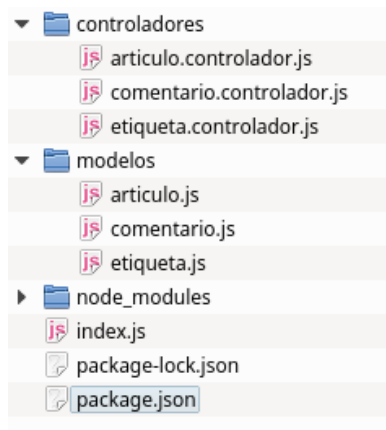 controladores
articulo.controlador.js
comentario.controlador.js
etiqueta.controlador.js
modelos
articulo.js
comentario.js
etiqueta.js
node_modules
index.js
package-lock.json
package.json